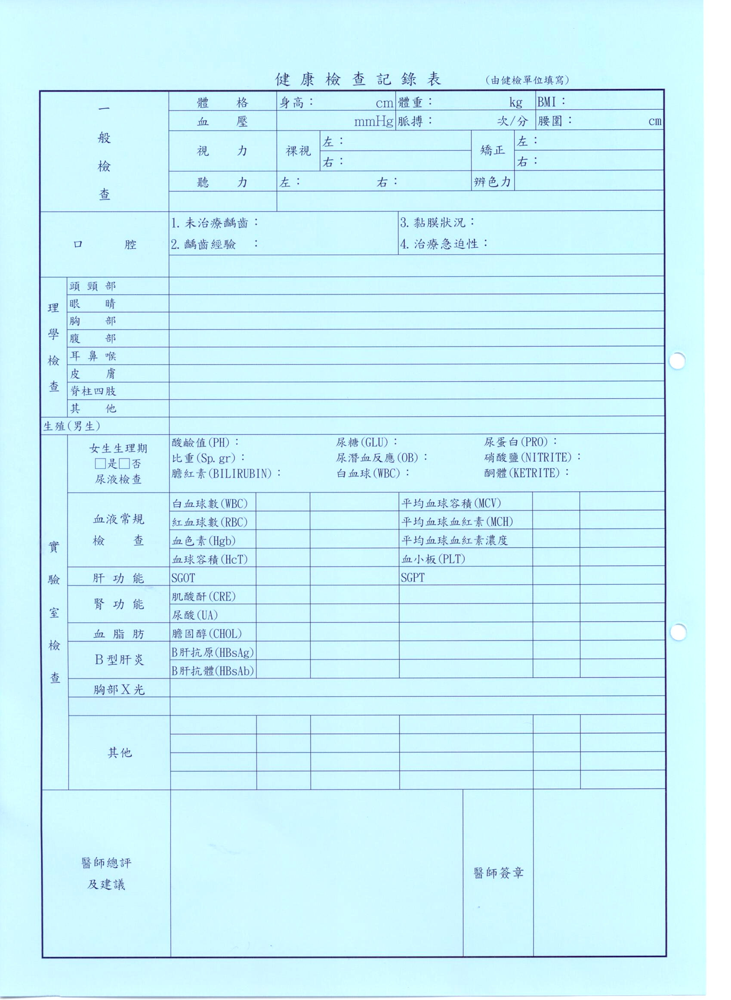 健康檢查記錄表 （由健檢單位填寫）
一般檢查
體格 身高： cm 體重： kg BMI：
血壓 mmHg 脈搏： 次/分 腰圍： cm
視力 裸視 左： 矯正 左：
右： 右：
聽力 左： 右： 辨色力
口腔
1. 未治療齲齒： 3. 黏膜狀況：
2. 齲齒經驗 ： 4. 治療急迫性：
理學檢查
頭頸部
眼睛
胸部
腹部
耳鼻喉
皮膚
脊柱四肢
其他
生殖(男生)
實驗室檢查
女生生理期
□是□否
尿液檢查
酸鹼值(PH)： 尿糖(GLU)： 尿蛋白(PRO)：
比重(Sp.gr)： 尿潛血反應(OB)： 硝酸鹽(NITRITE)：
膽紅素(BILIRUBIN)： 白血球(WBC)： 酮體(KETRITE)：
血液常規
檢查
白血球數(WBC) 平均血球容積(MCV)
紅血球數(RBC) 平均血球血紅素(MCH)
血色素(Hgb) 平均血球血紅素濃度
血球容積(HcT) 血小板(PLT)
肝功能 SGOT SGPT
腎功能 肌酸酐(CRE)
尿酸(UA)
血脂肪 膽固醇(CHOL)
B型肝炎 B肝抗原(HBsAg)
B肝抗體(HBsAb)
胸部X光
其他
醫師總評
及建議
醫師簽章